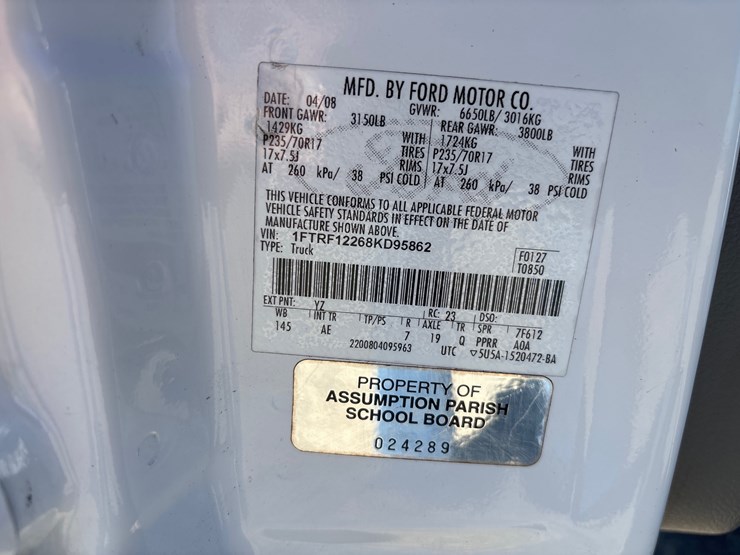 MFD. BY FORD MOTOR CO.
DATE: 04/08 GVWR: 6650LB/ 3016KG
FRONT GAWR: 3150LB REAR GAWR: 3800LB
1429KG WITH 1724KG WITH
P235/70R17 TIRES P235/70R17 TIRES
17x7.5J RIMS 17x7.5J RIMS
AT 260 kPa/ 38 PSI COLD AT 260 kPa/ 38 PSI COLD
THIS VEHICLE CONFORMS TO ALL APPLICABLE FEDERAL MOTOR
VEHICLE SAFETY STANDARDS IN EFFECT ON THE DATE OF
MANUFACTURE SHOWN ABOVE.
VIN: 1FTRF12268KD95862
TYPE: Truck F0127
T0850
EXT PNT: YZ RC: 23 DSO:
WB INT TR TP/PS R AXLE TR SPR 7F612
145 AE 7 19 Q PPRR A0A
2200804095963 UTC ▽5U5A-1520472-BA
PROPERTY OF
ASSUMPTION PARISH
SCHOOL BOARD
024289